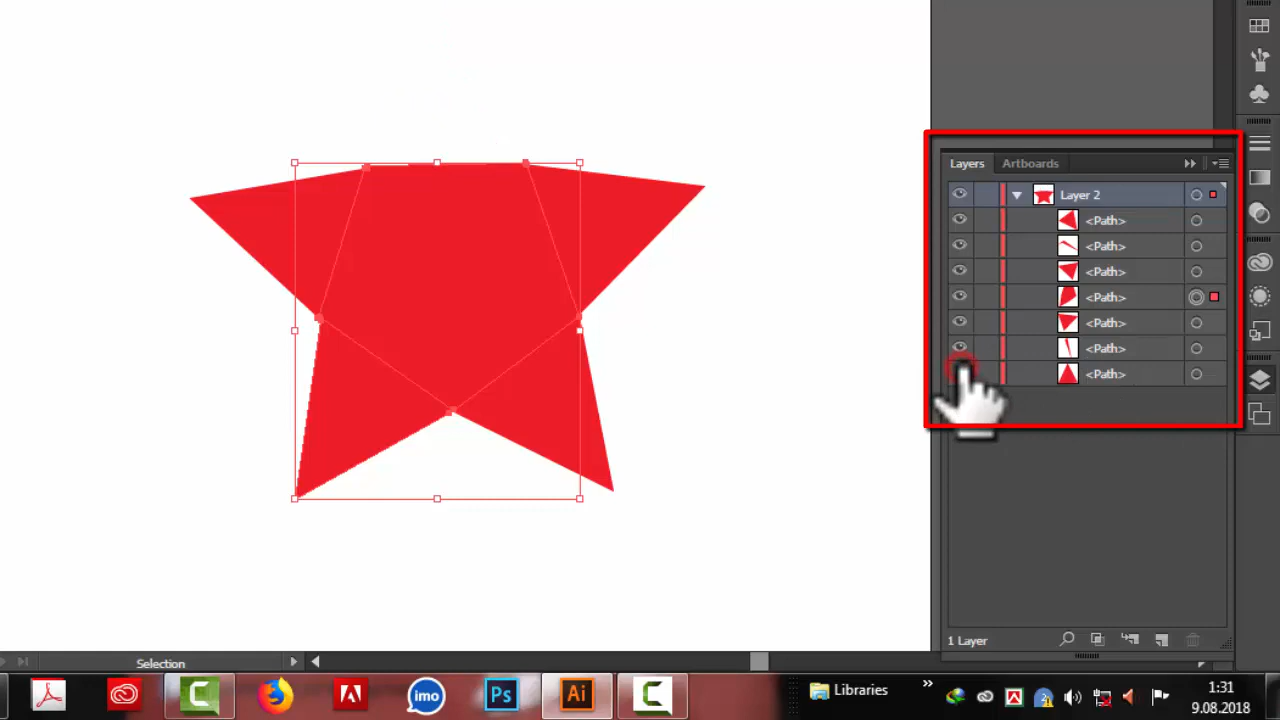 Layers
Artboards
Layer 2
<Path>
<Path>
<Path>
<Path>
<Path>
<Path>
<Path>
1 Layer
Selection
imo
Ps
Ai
Libraries
»
1:31
9.08.2018